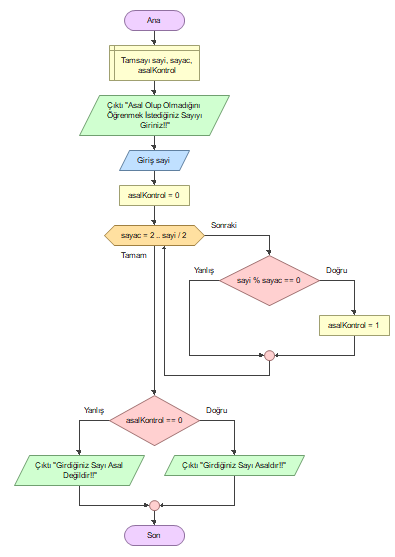 Ana
Tamsayı sayi, sayac,
asalKontrol
Çıktı "Asal Olup Olmadığını
Öğrenmek İstediğiniz Sayıyı
Giriniz!!"
Giriş sayi
asalKontrol = 0
sayac = 2 .. sayi / 2
Sonraki
Tamam
Yanlış
Doğru
sayi % sayac == 0
asalKontrol = 1
Yanlış
Doğru
asalKontrol == 0
Çıktı "Girdiğiniz Sayı Asal
Değildir!!"
Çıktı "Girdiğiniz Sayı Asaldır!!"
Son